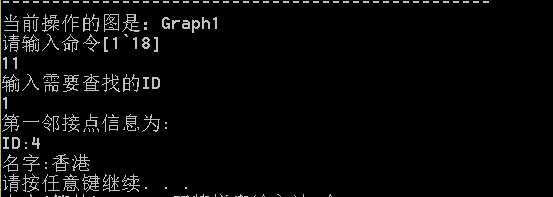 当前操作的图是: Graph1
请输入命令[1`18]
11
输入需要查找的ID
1
第一邻接点信息为:
ID:4
名字:香港
请按任意键继续. . .